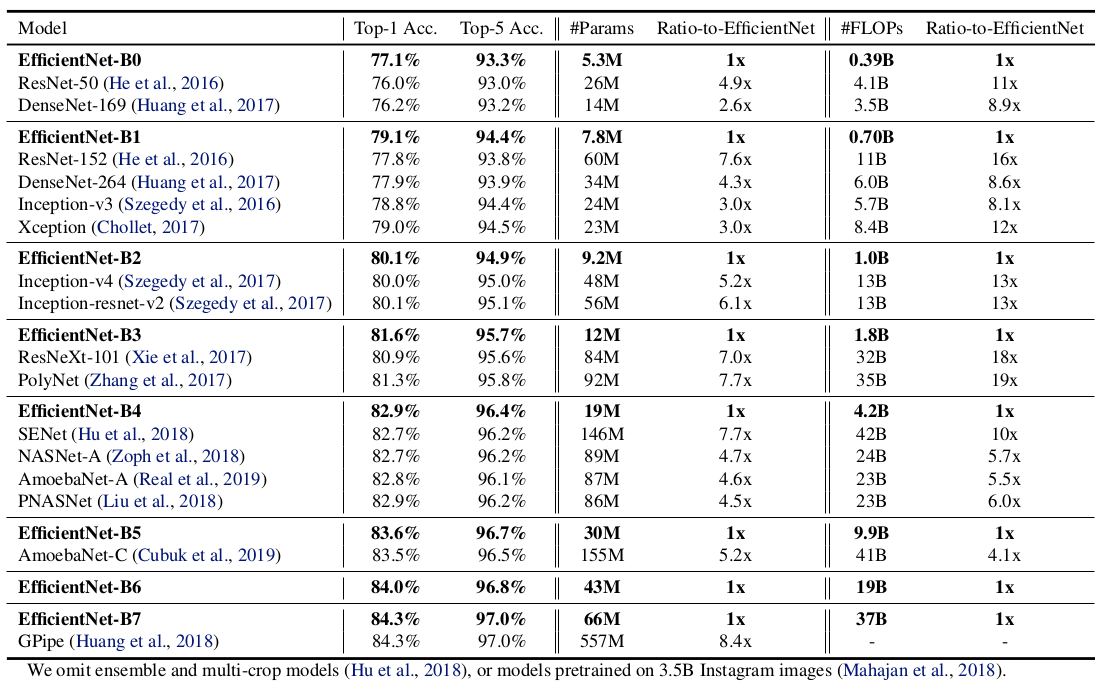 Model Top-1 Acc. Top-5 Acc. #Params Ratio-to-EfficientNet #FLOPs Ratio-to-EfficientNet
EfficientNet-B0 77.1% 93.3% 5.3M 1x 0.39B 1x
ResNet-50 (He et al., 2016) 76.0% 93.0% 26M 4.9x 4.1B 11x
DenseNet-169 (Huang et al., 2017) 76.2% 93.2% 14M 2.6x 3.5B 8.9x
EfficientNet-B1 79.1% 94.4% 7.8M 1x 0.70B 1x
ResNet-152 (He et al., 2016) 77.8% 93.8% 60M 7.6x 11B 16x
DenseNet-264 (Huang et al., 2017) 77.9% 93.9% 34M 4.3x 6.0B 8.6x
Inception-v3 (Szegedy et al., 2016) 78.8% 94.4% 24M 3.0x 5.7B 8.1x
Xception (Chollet, 2017) 79.0% 94.5% 23M 3.0x 8.4B 12x
EfficientNet-B2 80.1% 94.9% 9.2M 1x 1.0B 1x
Inception-v4 (Szegedy et al., 2017) 80.0% 95.0% 48M 5.2x 13B 13x
Inception-resnet-v2 (Szegedy et al., 2017) 80.1% 95.1% 56M 6.1x 13B 13x
EfficientNet-B3 81.6% 95.7% 12M 1x 1.8B 1x
ResNeXt-101 (Xie et al., 2017) 80.9% 95.6% 84M 7.0x 32B 18x
PolyNet (Zhang et al., 2017) 81.3% 95.8% 92M 7.7x 35B 19x
EfficientNet-B4 82.9% 96.4% 19M 1x 4.2B 1x
SENet (Hu et al., 2018) 82.7% 96.2% 146M 7.7x 42B 10x
NASNet-A (Zoph et al., 2018) 82.7% 96.2% 89M 4.7x 24B 5.7x
AmoebaNet-A (Real et al., 2019) 82.8% 96.1% 87M 4.6x 23B 5.5x
PNASNet (Liu et al., 2018) 82.9% 96.2% 86M 4.5x 23B 6.0x
EfficientNet-B5 83.6% 96.7% 30M 1x 9.9B 1x
AmoebaNet-C (Cubuk et al., 2019) 83.5% 96.5% 155M 5.2x 41B 4.1x
EfficientNet-B6 84.0% 96.8% 43M 1x 19B 1x
EfficientNet-B7 84.3% 97.0% 66M 1x 37B 1x
GPipe (Huang et al., 2018) 84.3% 97.0% 557M 8.4x - -
We omit ensemble and multi-crop models (Hu et al., 2018), or models pretrained on 3.5B Instagram images (Mahajan et al., 2018).